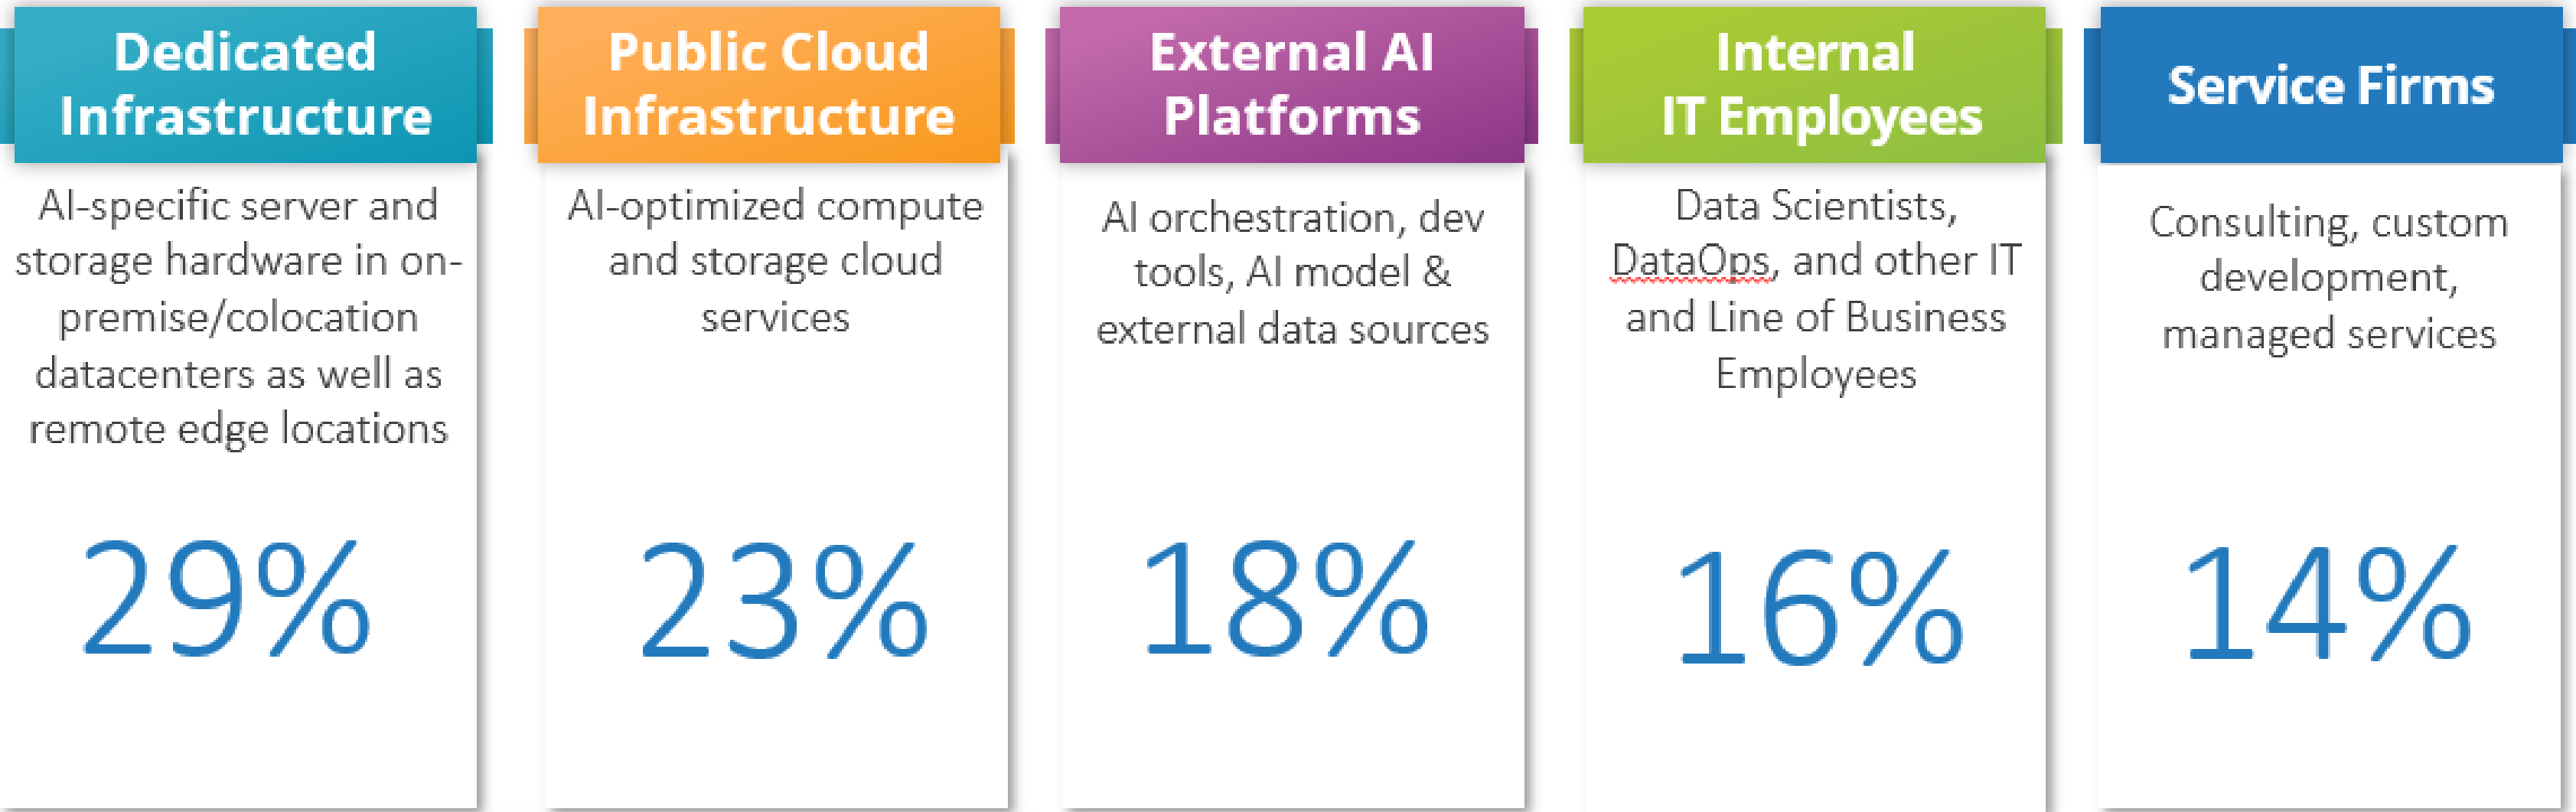 Dedicated
Infrastructure
AI-specific server and
storage hardware in on-
premise/colocation
datacenters as well as
remote edge locations
29%
Public Cloud
Infrastructure
AI-optimized compute
and storage cloud
services
23%
External AI
Platforms
AI orchestration, dev
tools, AI model &
external data sources
18%
Internal
IT Employees
Data Scientists,
DataOps, and other IT
and Line of Business
Employees
16%
Service Firms
Consulting, custom
development,
managed services
14%